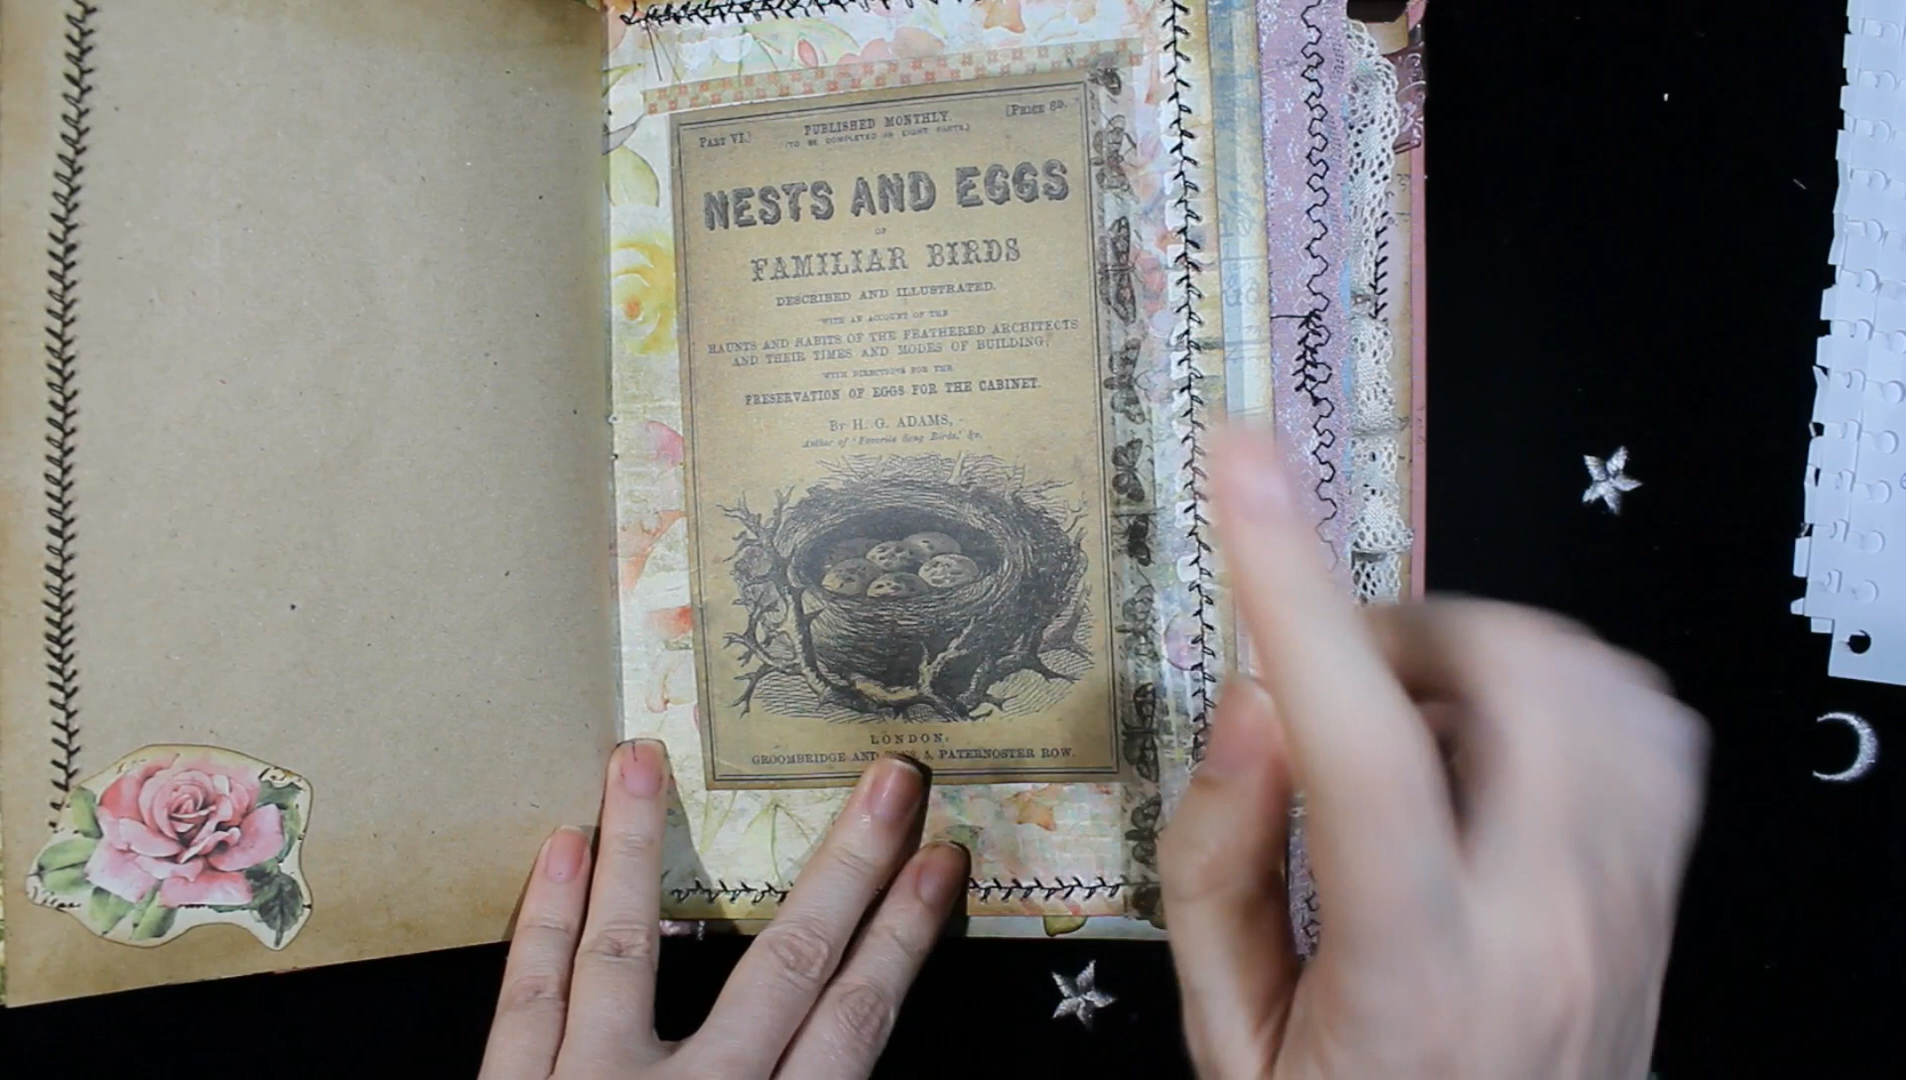 PART VI.] PUBLISHED MONTHLY. [PRICE 8D.
(TO BE COMPLETED IN EIGHT PARTS.)
NESTS AND EGGS
OF
FAMILIAR BIRDS
DESCRIBED AND ILLUSTRATED.
WITH AN ACCOUNT OF THE
HAUNTS AND HABITS OF THE FEATHERED ARCHITECTS
AND THEIR TIMES AND MODES OF BUILDING;
WITH DIRECTIONS FOR THE
PRESERVATION OF EGGS FOR THE CABINET.
BY H. G. ADAMS,
Author of 'Favorite Song Birds,' &c.
LONDON:
GROOMBRIDGE AND SONS, 5, PATERNOSTER ROW.